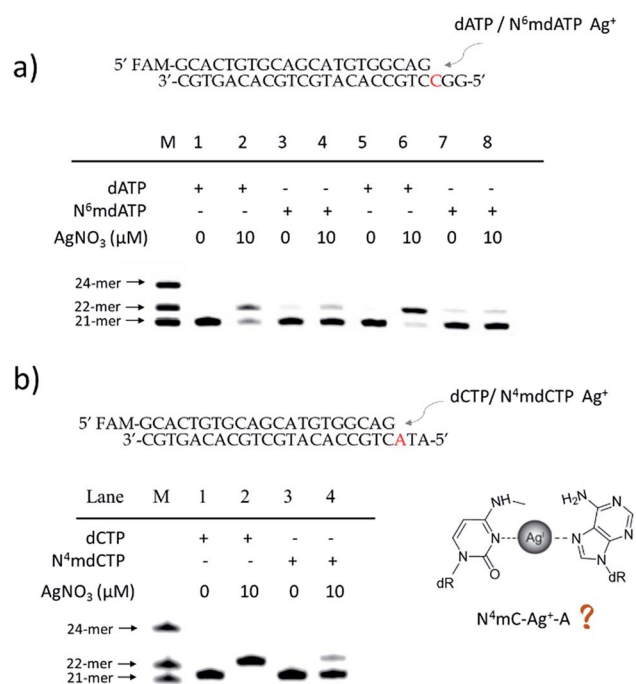 a)
dATP / N⁶mdATP Ag⁺
5′ FAM-GCACTGTGCAGCATGTGGCAG
3′-CGTGACACGTCGTACACCGTCCGG-5′
M 1 2 3 4 5 6 7 8
dATP + + - - + + - -
N⁶mdATP - - + + - - + +
AgNO₃ (μM) 0 10 0 10 0 10 0 10
24-mer
22-mer
21-mer
b)
dCTP/ N⁴mdCTP Ag⁺
5′ FAM-GCACTGTGCAGCATGTGGCAG
3′-CGTGACACGTCGTACACCGTCATA-5′
Lane M 1 2 3 4
dCTP + + - -
N⁴mdCTP - - + +
AgNO₃ (μM) 0 10 0 10
24-mer
22-mer
21-mer
NH
H₂N
N
N
N
Ag
N
N
O
N
N
dR
dR
N⁴mC-Ag⁺-A ?